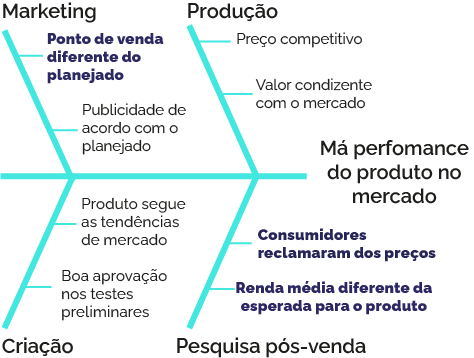 Marketing
Produção
Ponto de venda
diferente do
planejado
Preço competitivo
Publicidade de
acordo com o
planejado
Valor condizente
com o mercado
Má perfomance
do produto no
mercado
Produto segue
as tendências
de mercado
Boa aprovação
nos testes
preliminares
Consumidores
reclamaram dos preços
Renda média diferente da
esperada para o produto
Criação
Pesquisa pós-venda